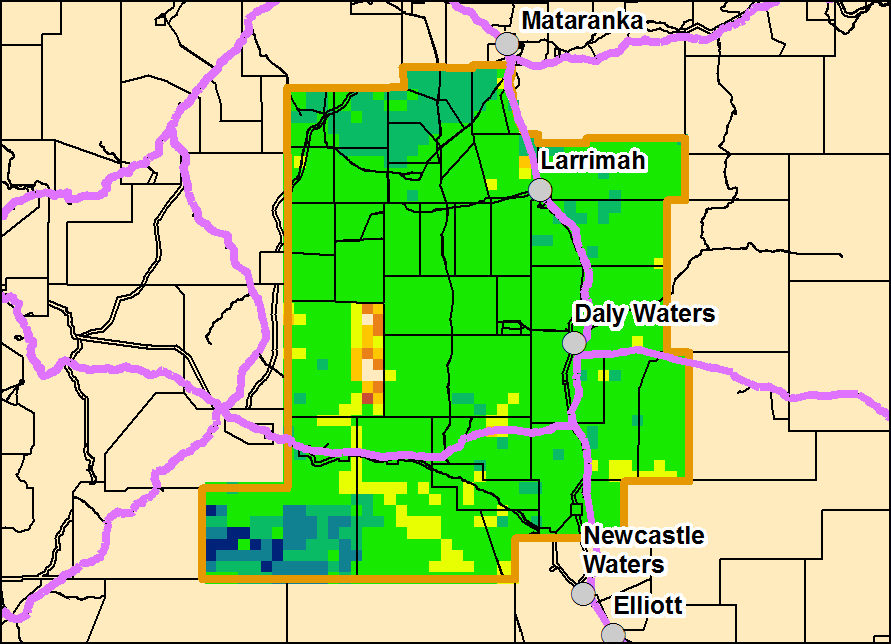 Mataranka
Larrimah
Daly Waters
Newcastle
Waters
Elliott